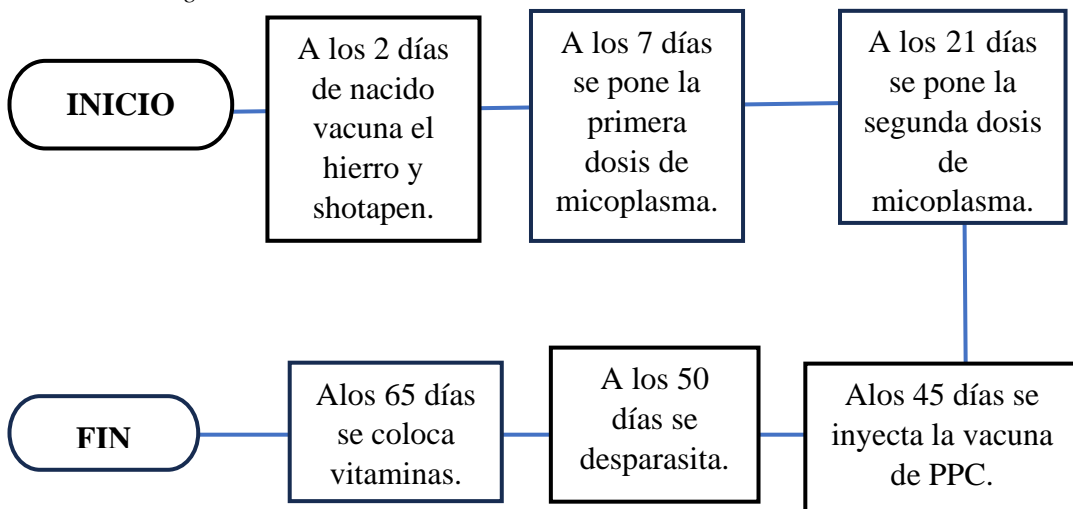 INICIO
A los 2 días
de nacido
vacuna el
hierro y
shotapen.
A los 7 días
se pone la
primera
dosis de
micoplasma.
A los 21 días
se pone la
segunda dosis
de
micoplasma.
Alos 45 días se
inyecta la vacuna
de PPC.
A los 50
días se
desparasita.
Alos 65 días
se coloca
vitaminas.
FIN